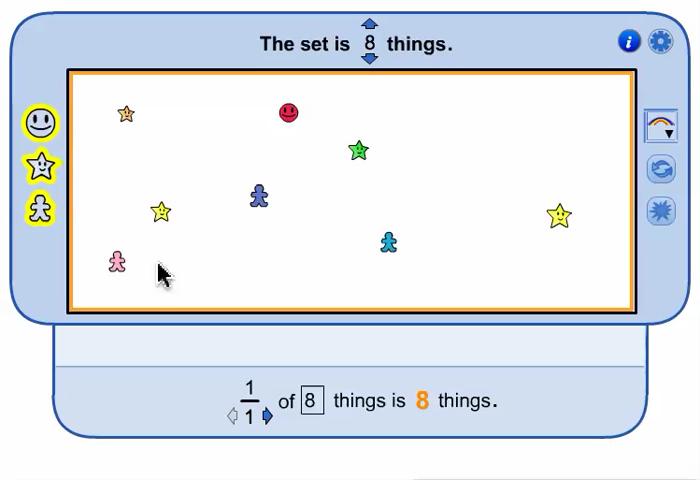 The set is 8 things.
i
1
1 of 8 things is 8 things.